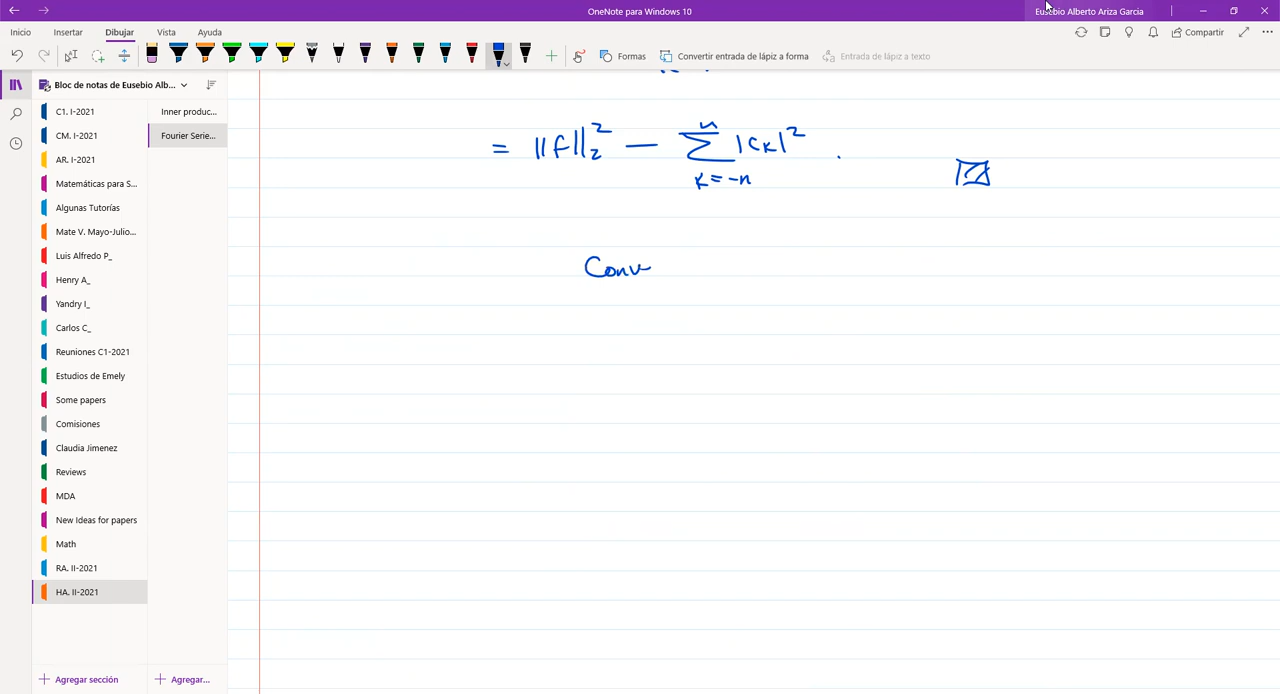 OneNote para Windows 10
Eusebio Alberto Ariza Garcia
Inicio Insertar Dibujar Vista Ayuda
Compartir
Formas Convertir entrada de lápiz a forma Entrada de lápiz a texto
Bloc de notas de Eusebio Alb...
C1. I-2021
CM. I-2021
AR. I-2021
Matemáticas para S...
Algunas Tutorías
Mate V. Mayo-Julio...
Luis Alfredo P_
Henry A_
Yandry I_
Carlos C_
Reuniones C1-2021
Estudios de Emely
Some papers
Comisiones
Claudia Jimenez
Reviews
MDA
New Ideas for papers
Math
RA. II-2021
HA. II-2021
Agregar sección
Inner produc...
Fourier Serie...
Agregar...
= ||f||₂² — ∑_{k=-n}^{n} |c_k|² .
Conv